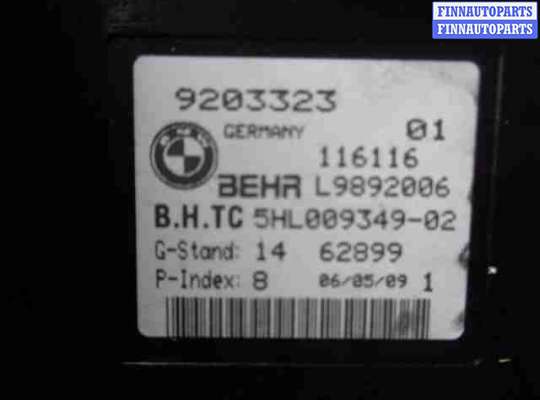 FINNAUTOPARTS
FINNAUTOPARTS
9203323
GERMANY 01
BMW
116116
BEHR L9892006
B.H.TC 5HL009349-02
G-Stand: 14 62899
P-Index: 8 06/05/09 1